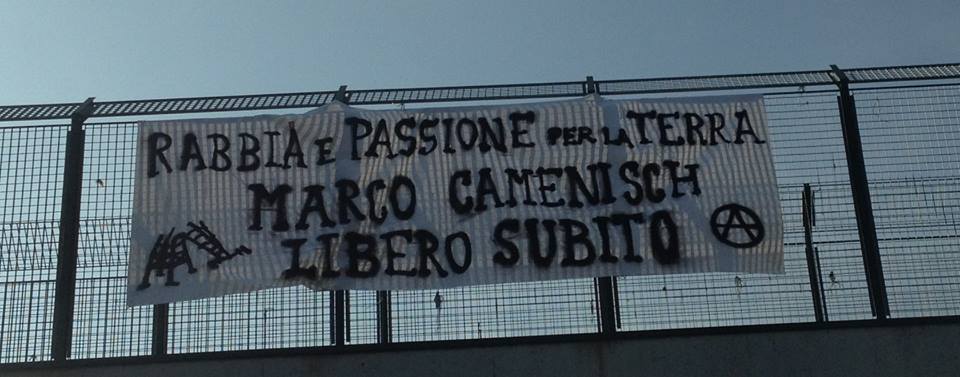 RABBIA E PASSIONE PER LA TERRA
MARCO CAMENISCH
LIBERO SUBITO
A